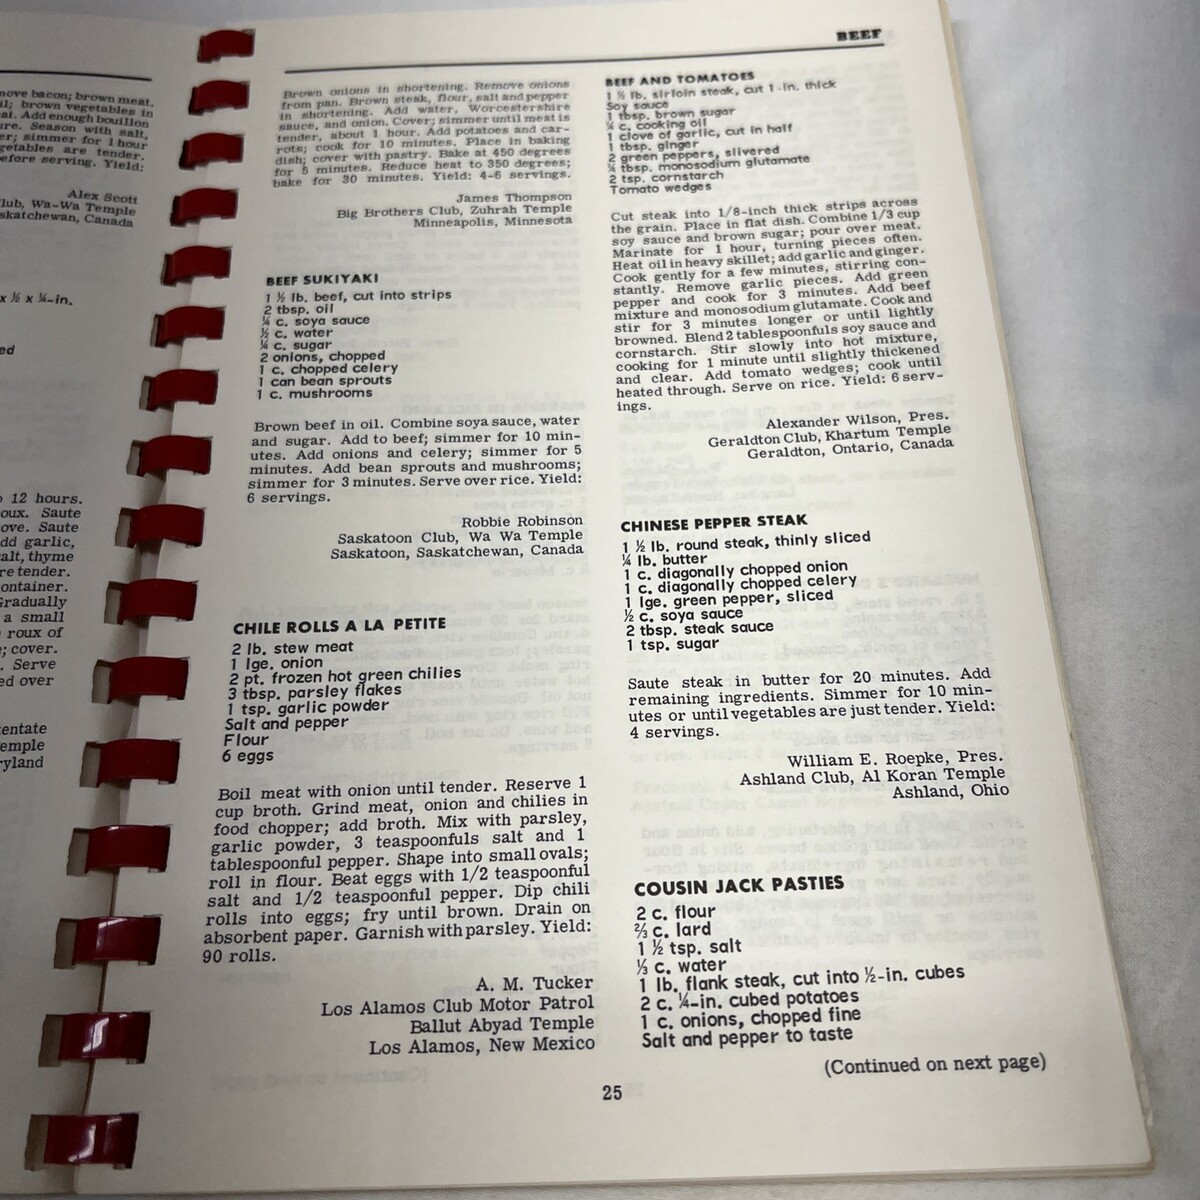 nove bacon; brown meat.
il; brown vegetables in
at. Add enough bouillon
ure. Season with salt,
er; simmer for 1 hour
getables are tender.
efore serving. Yield:
Alex Scott
lub, Wa-Wa Temple
skatchewan, Canada
x ½ x ¼-in.
ed
12 hours.
oux. Saute
ove. Saute
dd garlic,
alt, thyme
re tender.
ontainer.
Gradually
a small
roux of
; cover.
. Serve
ed over
entate
emple
ryland
BEEF
Brown onions in shortening. Remove onions
from pan. Brown steak, flour, salt and pepper
in shortening. Add water, Worcestershire
sauce, and onion. Cover; simmer until meat is
tender, about 1 hour. Add potatoes and car-
rots; cook for 10 minutes. Place in baking
dish; cover with pastry. Bake at 450 degrees
for 5 minutes. Reduce heat to 350 degrees;
bake for 30 minutes. Yield: 4-6 servings.
James Thompson
Big Brothers Club, Zuhrah Temple
Minneapolis, Minnesota
BEEF SUKIYAKI
1 ½ lb. beef, cut into strips
2 tbsp. oil
¼ c. soya sauce
½ c. water
¼ c. sugar
2 onions, chopped
1 c. chopped celery
1 can bean sprouts
1 c. mushrooms
Brown beef in oil. Combine soya sauce, water
and sugar. Add to beef; simmer for 10 min-
utes. Add onions and celery; simmer for 5
minutes. Add bean sprouts and mushrooms;
simmer for 3 minutes. Serve over rice. Yield:
6 servings.
Robbie Robinson
Saskatoon Club, Wa Wa Temple
Saskatoon, Saskatchewan, Canada
CHILE ROLLS A LA PETITE
2 lb. stew meat
1 lge. onion
2 pt. frozen hot green chilies
3 tbsp. parsley flakes
1 tsp. garlic powder
Salt and pepper
Flour
6 eggs
Boil meat with onion until tender. Reserve 1
cup broth. Grind meat, onion and chilies in
food chopper; add broth. Mix with parsley,
garlic powder, 3 teaspoonfuls salt and 1
tablespoonful pepper. Shape into small ovals;
roll in flour. Beat eggs with 1/2 teaspoonful
salt and 1/2 teaspoonful pepper. Dip chili
rolls into eggs; fry until brown. Drain on
absorbent paper. Garnish with parsley. Yield:
90 rolls.
A. M. Tucker
Los Alamos Club Motor Patrol
Ballut Abyad Temple
Los Alamos, New Mexico
BEEF AND TOMATOES
1 ½ lb. sirloin steak, cut 1-in. thick
Soy sauce
1 tbsp. brown sugar
¼ c. cooking oil
1 clove of garlic, cut in half
1 tbsp. ginger
2 green peppers, slivered
¼ tbsp. monosodium glutamate
2 tsp. cornstarch
Tomato wedges
Cut steak into 1/8-inch thick strips across
the grain. Place in flat dish. Combine 1/3 cup
soy sauce and brown sugar; pour over meat.
Marinate for 1 hour, turning pieces often.
Heat oil in heavy skillet; add garlic and ginger.
Cook gently for a few minutes, stirring con-
stantly. Remove garlic pieces. Add green
pepper and cook for 3 minutes. Add beef
mixture and monosodium glutamate. Cook and
stir for 3 minutes longer or until lightly
browned. Blend 2 tablespoonfuls soy sauce and
cornstarch. Stir slowly into hot mixture,
cooking for 1 minute until slightly thickened
and clear. Add tomato wedges; cook until
heated through. Serve on rice. Yield: 6 serv-
ings.
Alexander Wilson, Pres.
Geraldton Club, Khartum Temple
Geraldton, Ontario, Canada
CHINESE PEPPER STEAK
1 ½ lb. round steak, thinly sliced
¼ lb. butter
1 c. diagonally chopped onion
1 c. diagonally chopped celery
1 lge. green pepper, sliced
½ c. soya sauce
2 tbsp. steak sauce
1 tsp. sugar
Saute steak in butter for 20 minutes. Add
remaining ingredients. Simmer for 10 min-
utes or until vegetables are just tender. Yield:
4 servings.
William E. Roepke, Pres.
Ashland Club, Al Koran Temple
Ashland, Ohio
COUSIN JACK PASTIES
2 c. flour
⅔ c. lard
1 ½ tsp. salt
⅓ c. water
1 lb. flank steak, cut into ½-in. cubes
2 c. ¼-in. cubed potatoes
1 c. onions, chopped fine
Salt and pepper to taste
(Continued on next page)
25